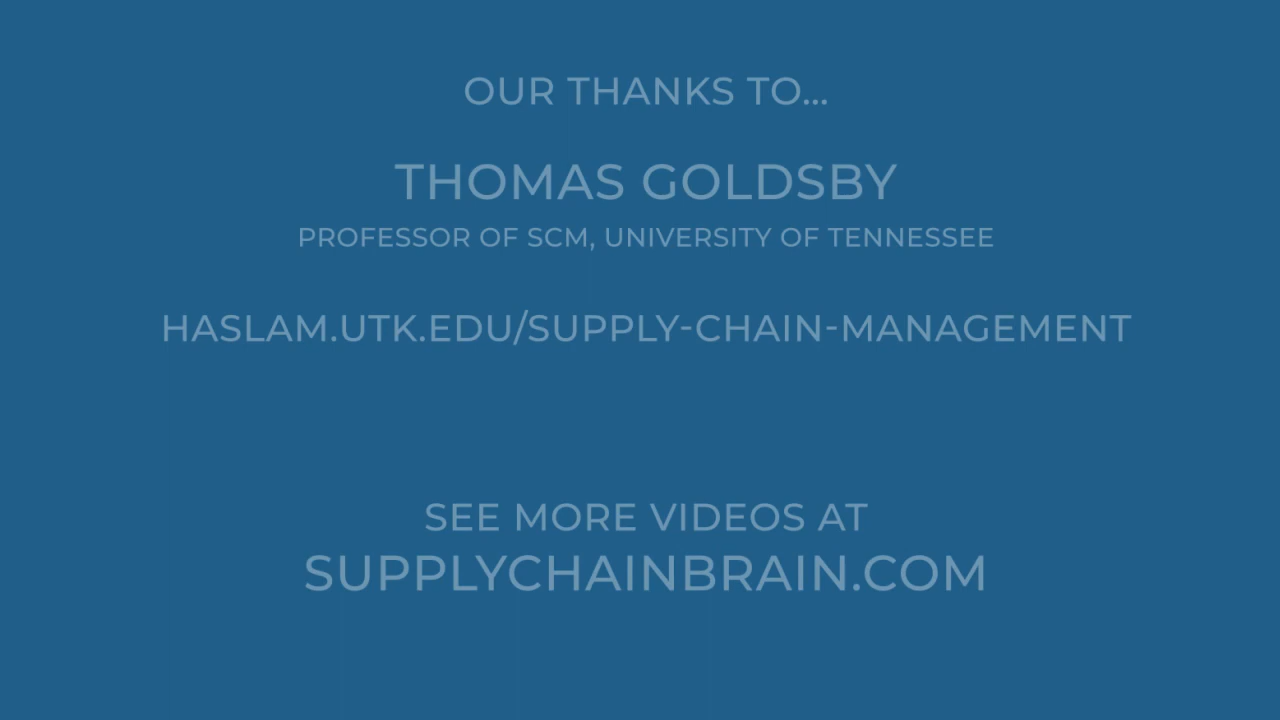 OUR THANKS TO...
THOMAS GOLDSBY
PROFESSOR OF SCM, UNIVERSITY OF TENNESSEE
HASLAM.UTK.EDU/SUPPLY-CHAIN-MANAGEMENT
SEE MORE VIDEOS AT
SUPPLYCHAINBRAIN.COM